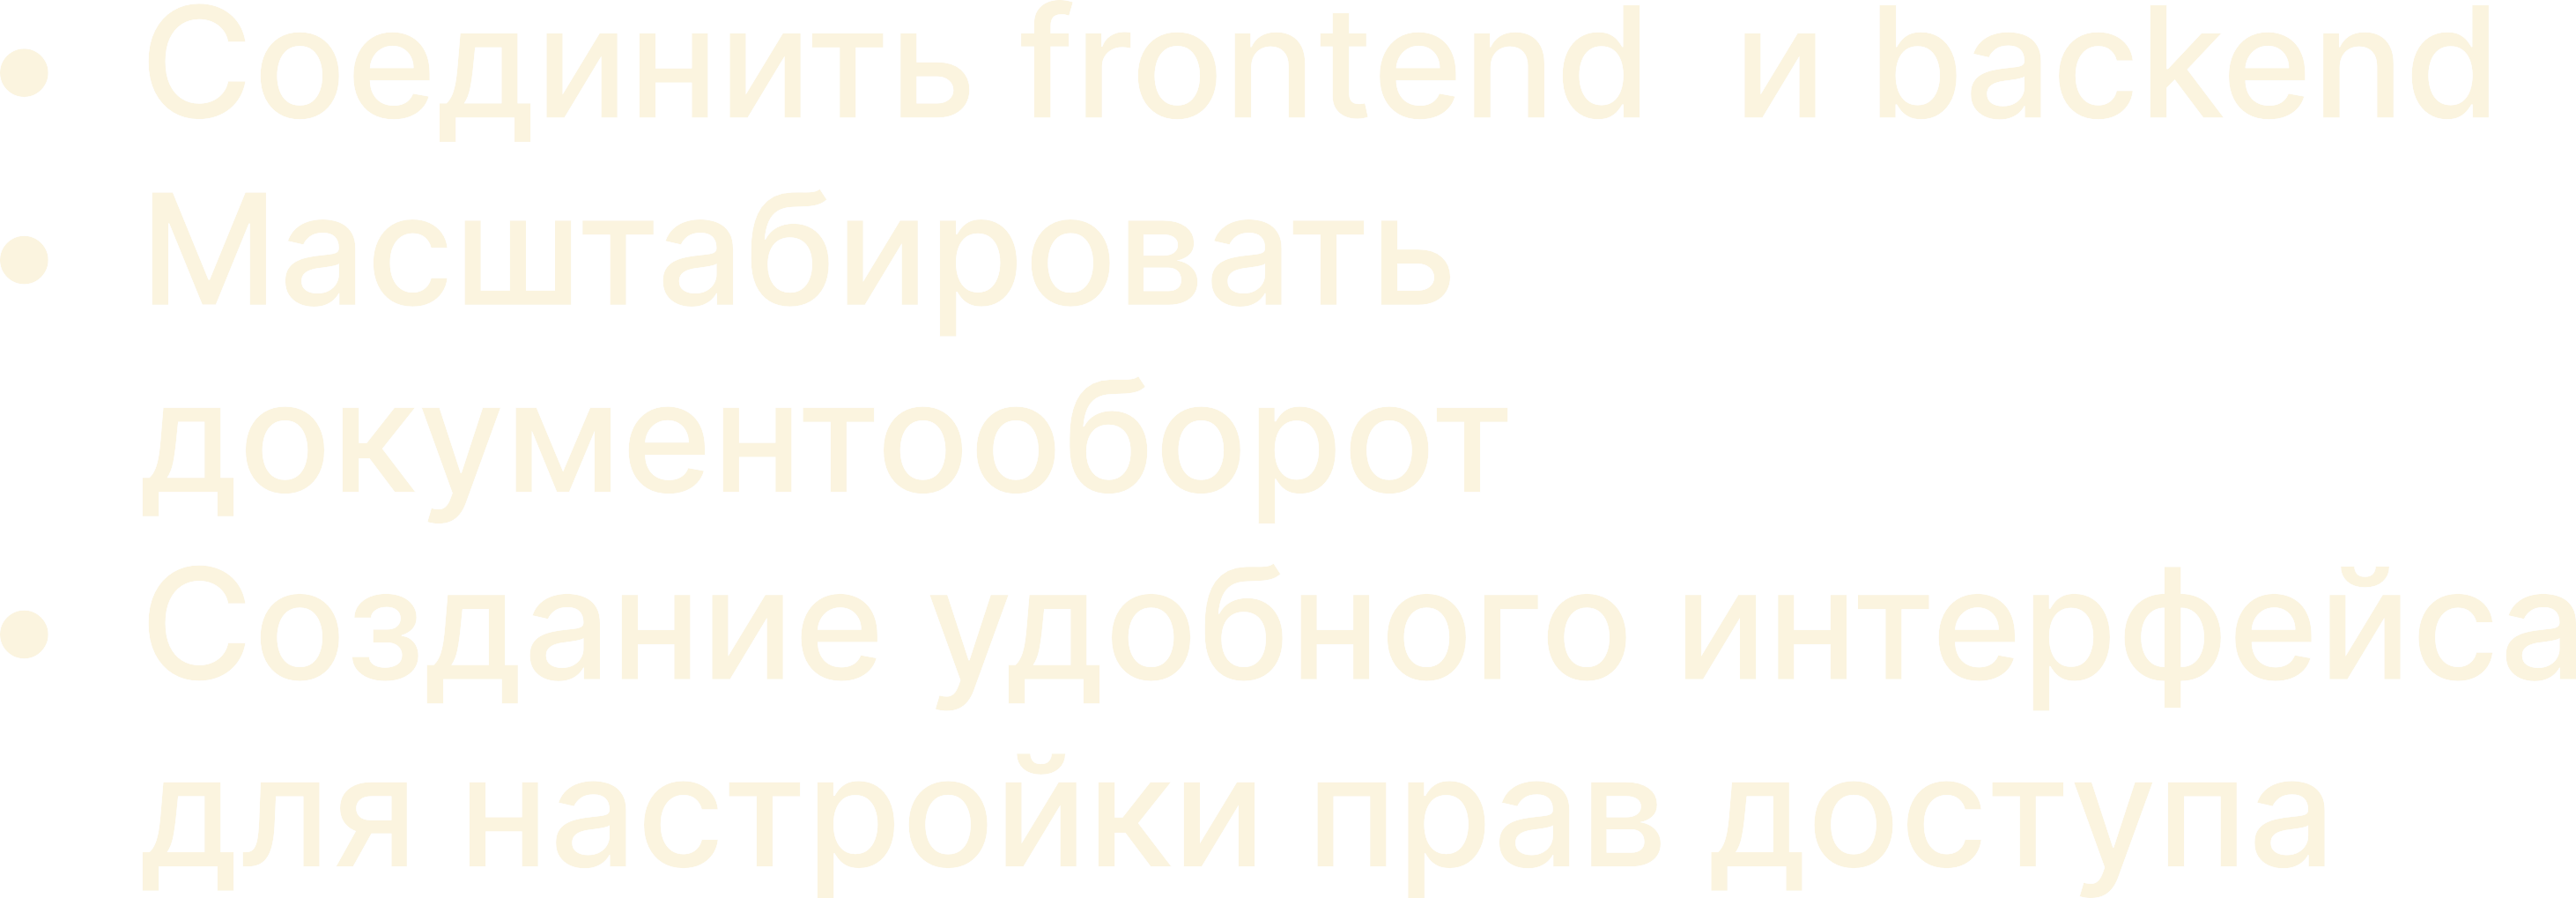 • Соединить frontend  и backend
• Масштабировать
документооборот
• Создание удобного интерфейса
для настройки прав доступа